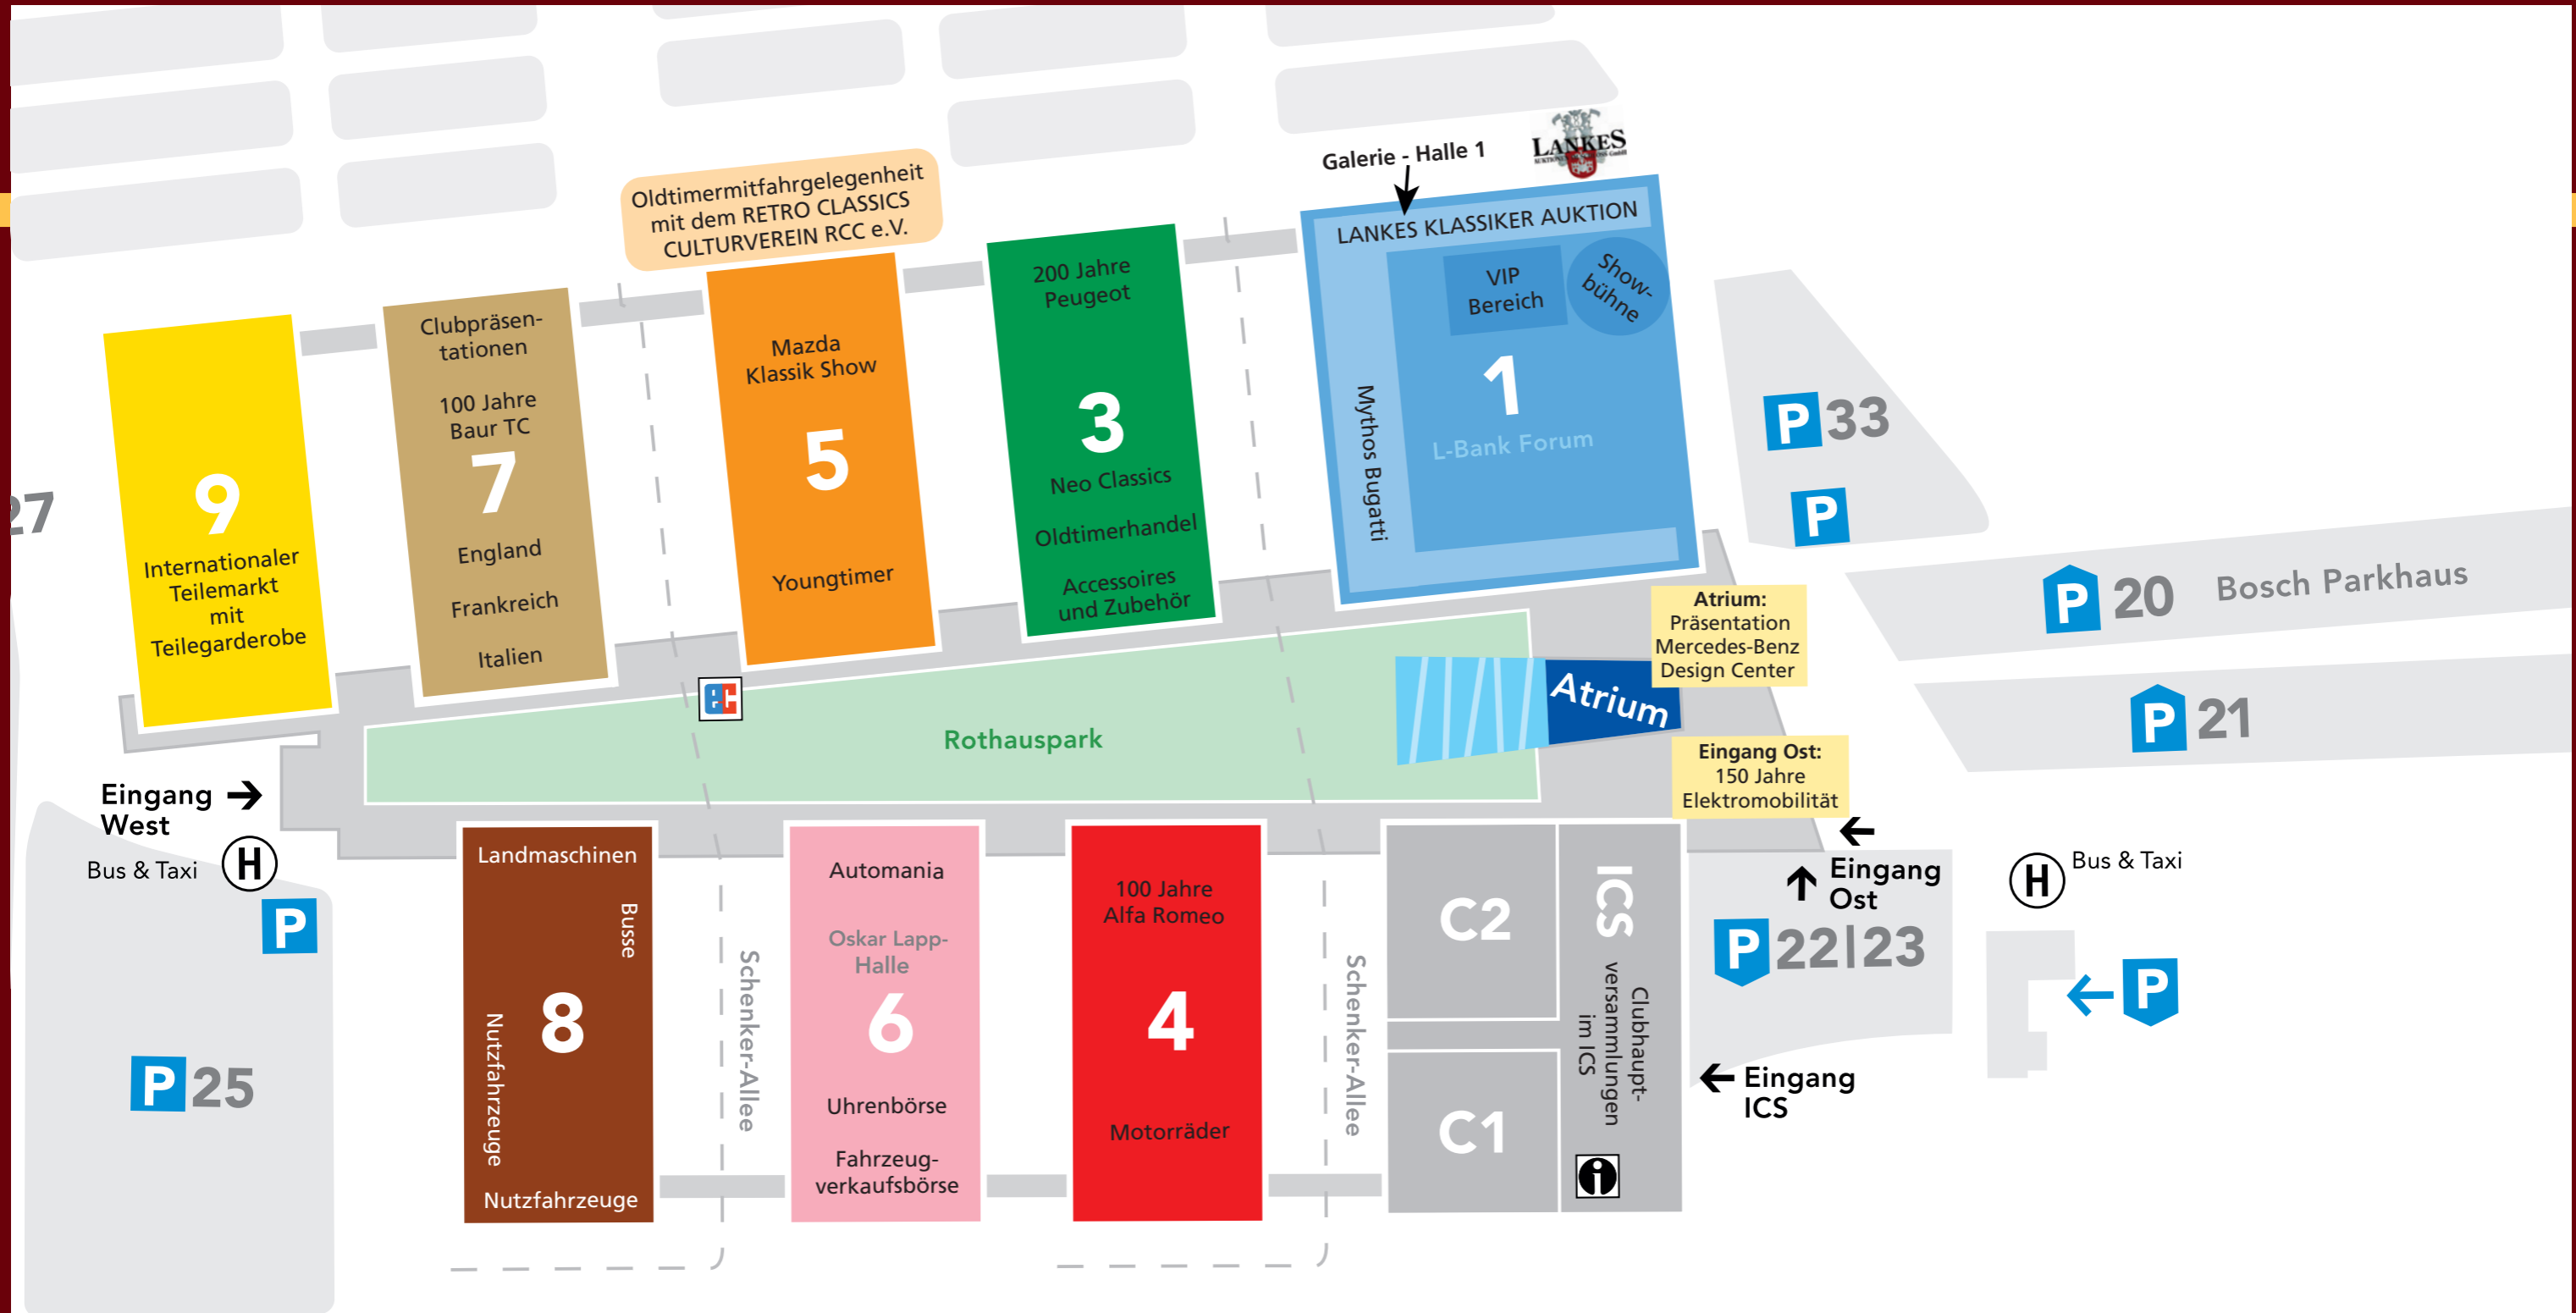 Galerie - Halle 1
LANKES
Oldtimermitfahrgelegenheit
mit dem RETRO CLASSICS
CULTURVEREIN RCC e.V.
LANKES KLASSIKER AUKTION
VIP
Bereich
Show-
bühne
1
L-Bank Forum
Mythos Bugatti
200 Jahre
Peugeot
3
Neo Classics
Oldtimerhandel
Accessoires
und Zubehör
Mazda
Klassik Show
5
Youngtimer
Clubpräsen-
tationen
100 Jahre
Baur TC
7
England
Frankreich
Italien
9
Internationaler
Teilemarkt
mit
Teilegarderobe
27
P 33
P
P 20 Bosch Parkhaus
P 21
Atrium:
Präsentation
Mercedes-Benz
Design Center
Atrium
ec
Rothauspark
Eingang Ost:
150 Jahre
Elektromobilität
Eingang
West
Bus & Taxi H
P
P 25
Landmaschinen
Busse
8
Nutzfahrzeuge
Nutzfahrzeuge
Schenker-Allee
Automania
Oskar Lapp-
Halle
6
Uhrenbörse
Fahrzeug-
verkaufsbörse
100 Jahre
Alfa Romeo
4
Motorräder
Schenker-Allee
C2
C1
ICS
Clubhaupt-
versammlungen
im ICS
i
Eingang
Ost
P 22|23
H Bus & Taxi
P
Eingang
ICS